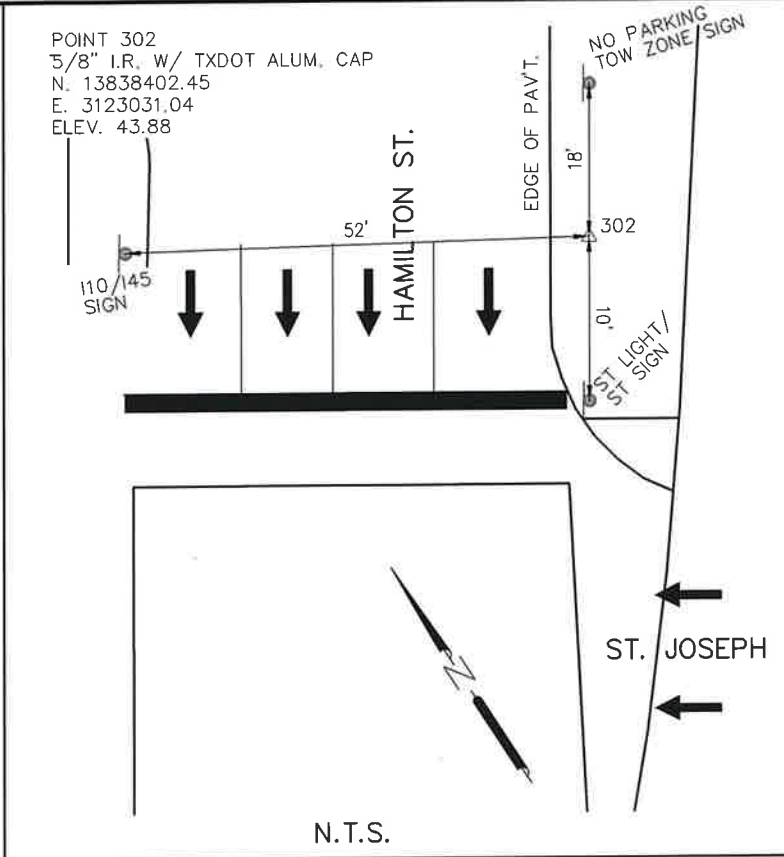 POINT 302
5/8" I.R. W/ TXDOT ALUM. CAP
N. 13838402.45
E. 3123031.04
ELEV. 43.88
NO PARKING
TOW ZONE SIGN
EDGE OF PAV'T.
18'
HAMILTON ST.
52'
302
I10/I45
SIGN
10'
ST LIGHT/
ST SIGN
N
ST. JOSEPH
N.T.S.